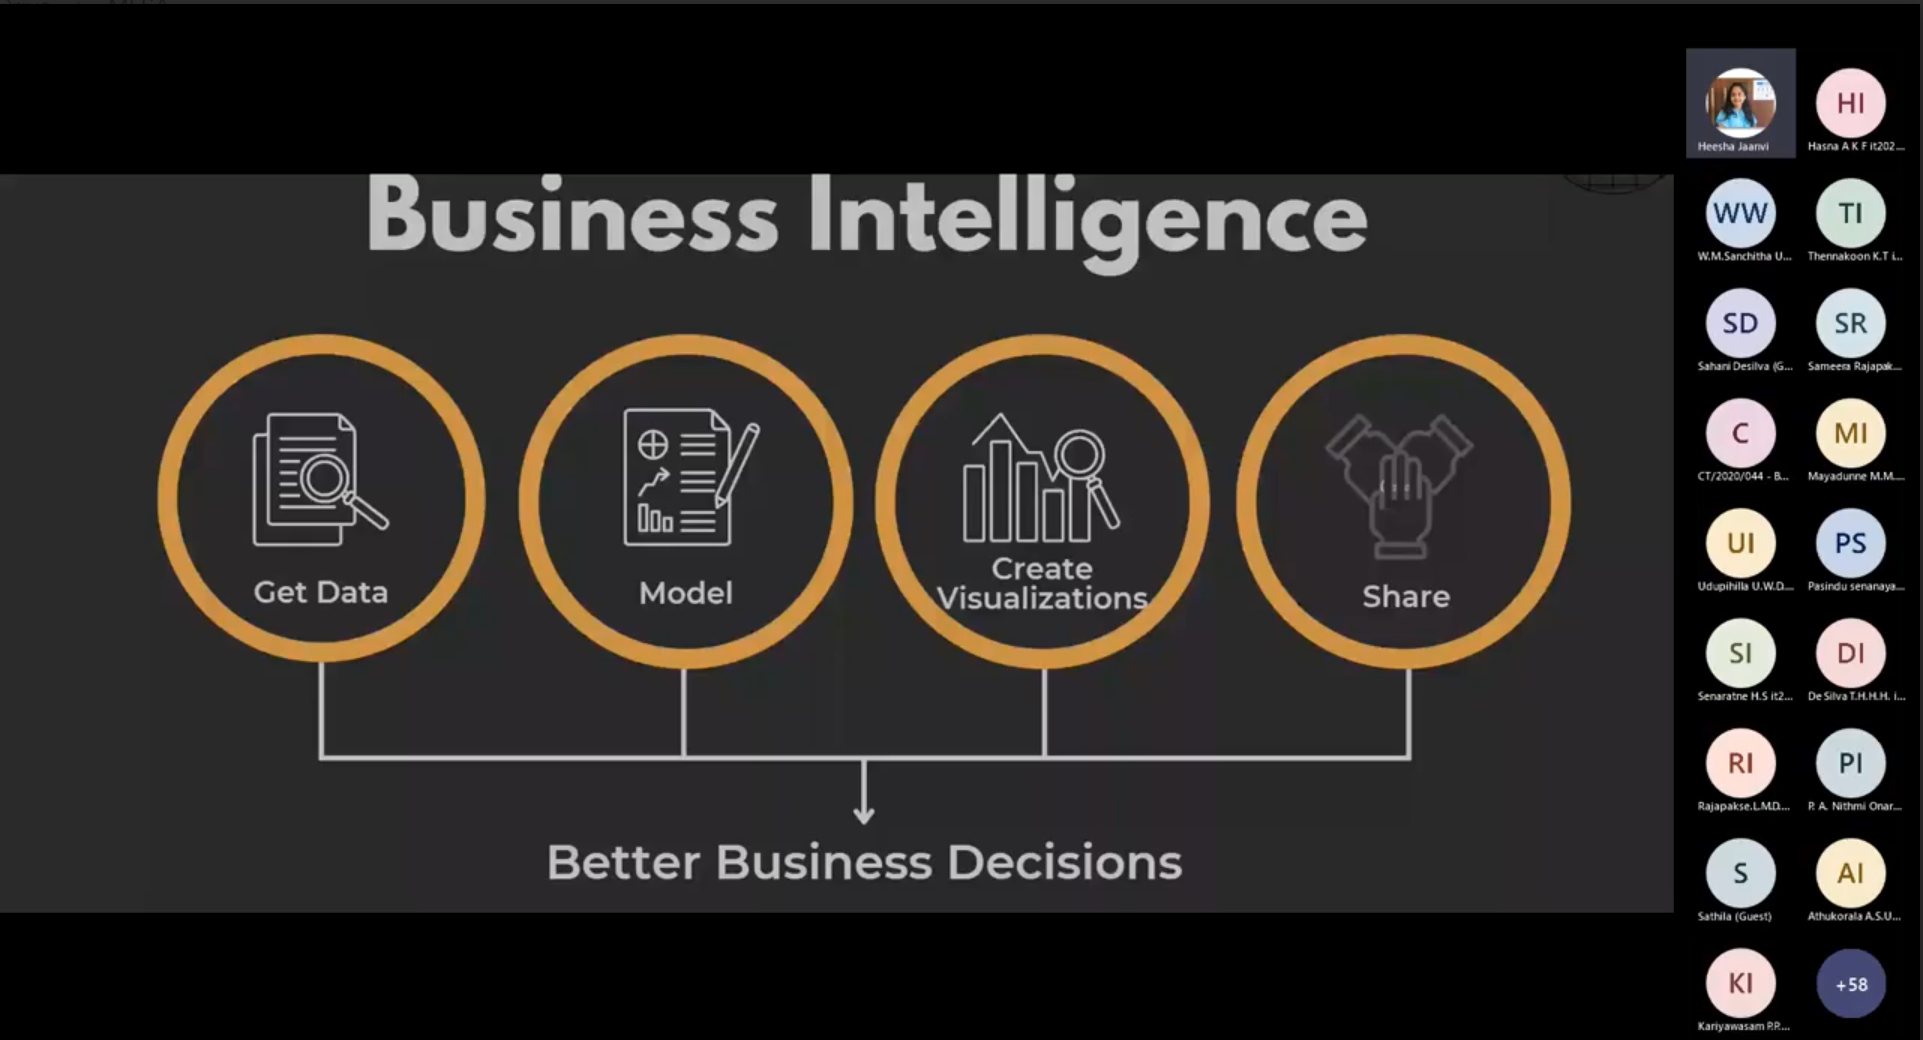 Business Intelligence
Get Data
Model
Create
Visualizations
Share
Better Business Decisions
Heesha Jaanvi
HI
Hasna A K F it202...
WW
W.M.Sanchitha U...
TI
Thennakoon K.T i...
SD
Sahani Desilva (G...
SR
Sameera Rajapak...
C
CT/2020/044 - B...
MI
Mayadunne M.M....
UI
Udupihilla U.W.D...
PS
Pasindu senanaya...
SI
Senaratne H.S it2...
DI
De Silva T.H.H.H. i...
RI
Rajapakse.L.M.D....
PI
P. A. Nithmi Onar...
S
Sathila (Guest)
AI
Athukorala A.S.U...
KI
Kariyawasam P.P....
+58